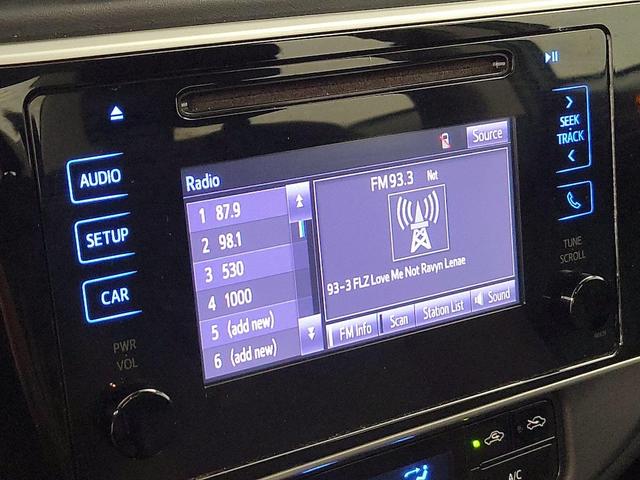 SEEK
TRACK
Source
Radio
AUDIO
FM 93.3 Not
1 87.9
SETUP
2 98.1
TUNE
SCROLL
3 530
93-3 FLZ Love Me Not Ravyn Lenae
CAR
4 1000
5 (add new)
FM Info
Scan
Station List
Sound
6 (add new)
PWR
VOL
A/C